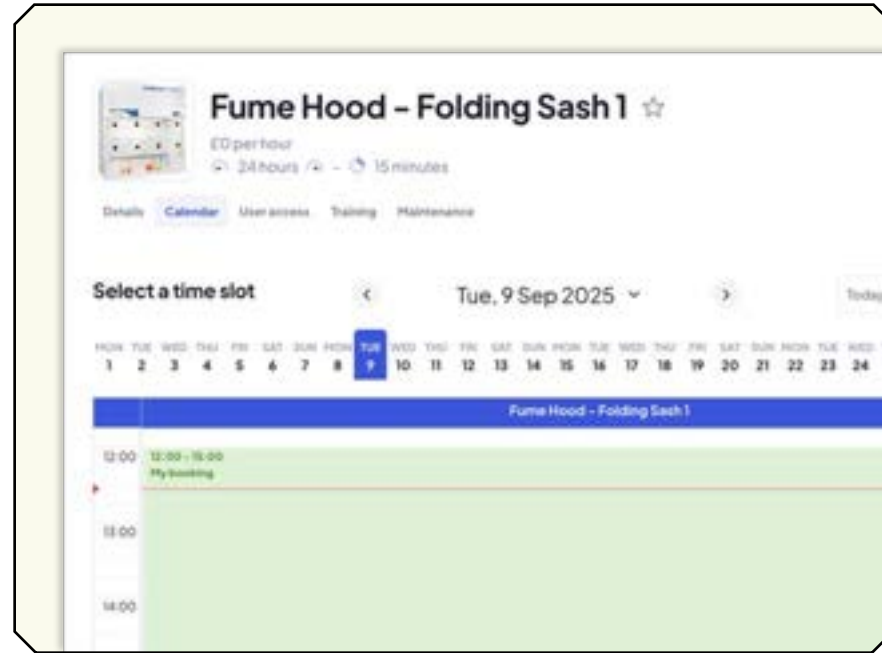 Fume Hood – Folding Sash 1
£0 per hour
24 hours – 15 minutes
Details Calendar User access Training Maintenance
Select a time slot Tue, 9 Sep 2025 Today
MON TUE WED THU FRI SAT SUN MON TUE WED THU FRI SAT SUN MON TUE WED THU FRI SAT SUN MON TUE WED
1 2 3 4 5 6 7 8 9 10 11 12 13 14 15 16 17 18 19 20 21 22 23 24
Fume Hood – Folding Sash 1
12:00 12:00 - 15:00
My booking
13:00
14:00